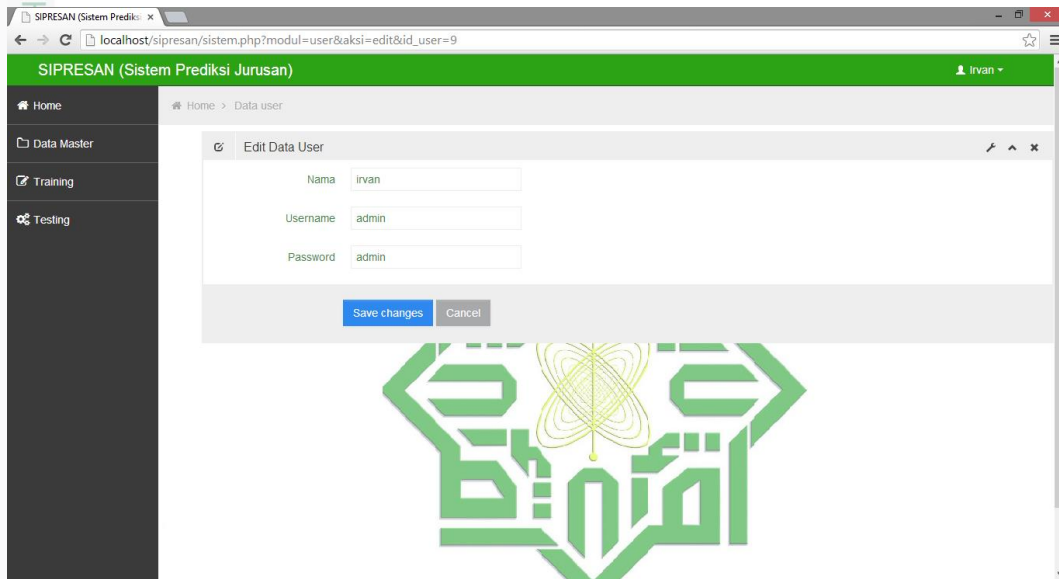 SIPRESAN (Sistem Prediksi
localhost/sipresan/sistem.php?modul=user&aksi=edit&id_user=9
SIPRESAN (Sistem Prediksi Jurusan)
Irvan
Home
Home > Data user
Data Master
Edit Data User
Training
Nama
irvan
Testing
Username
admin
Password
admin
Save changes
Cancel